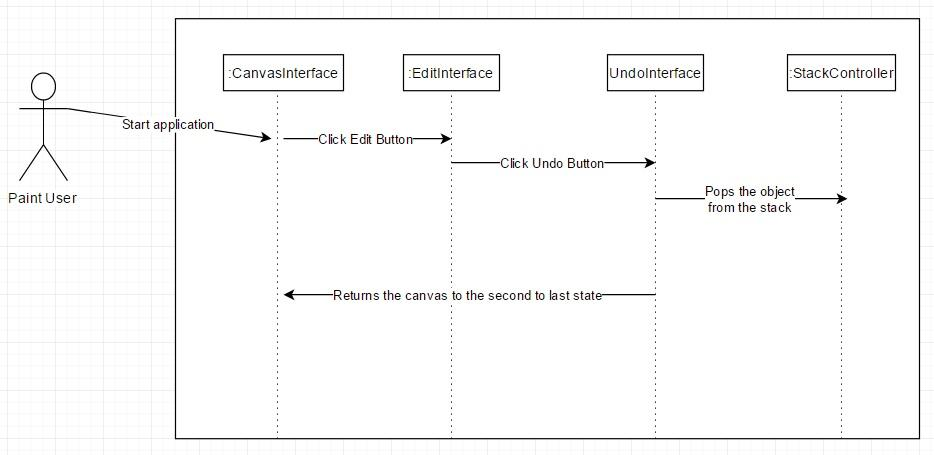 :CanvasInterface
:EditInterface
UndoInterface
:StackController
Start application
Click Edit Button
Click Undo Button
Pops the object
from the stack
Paint User
Returns the canvas to the second to last state